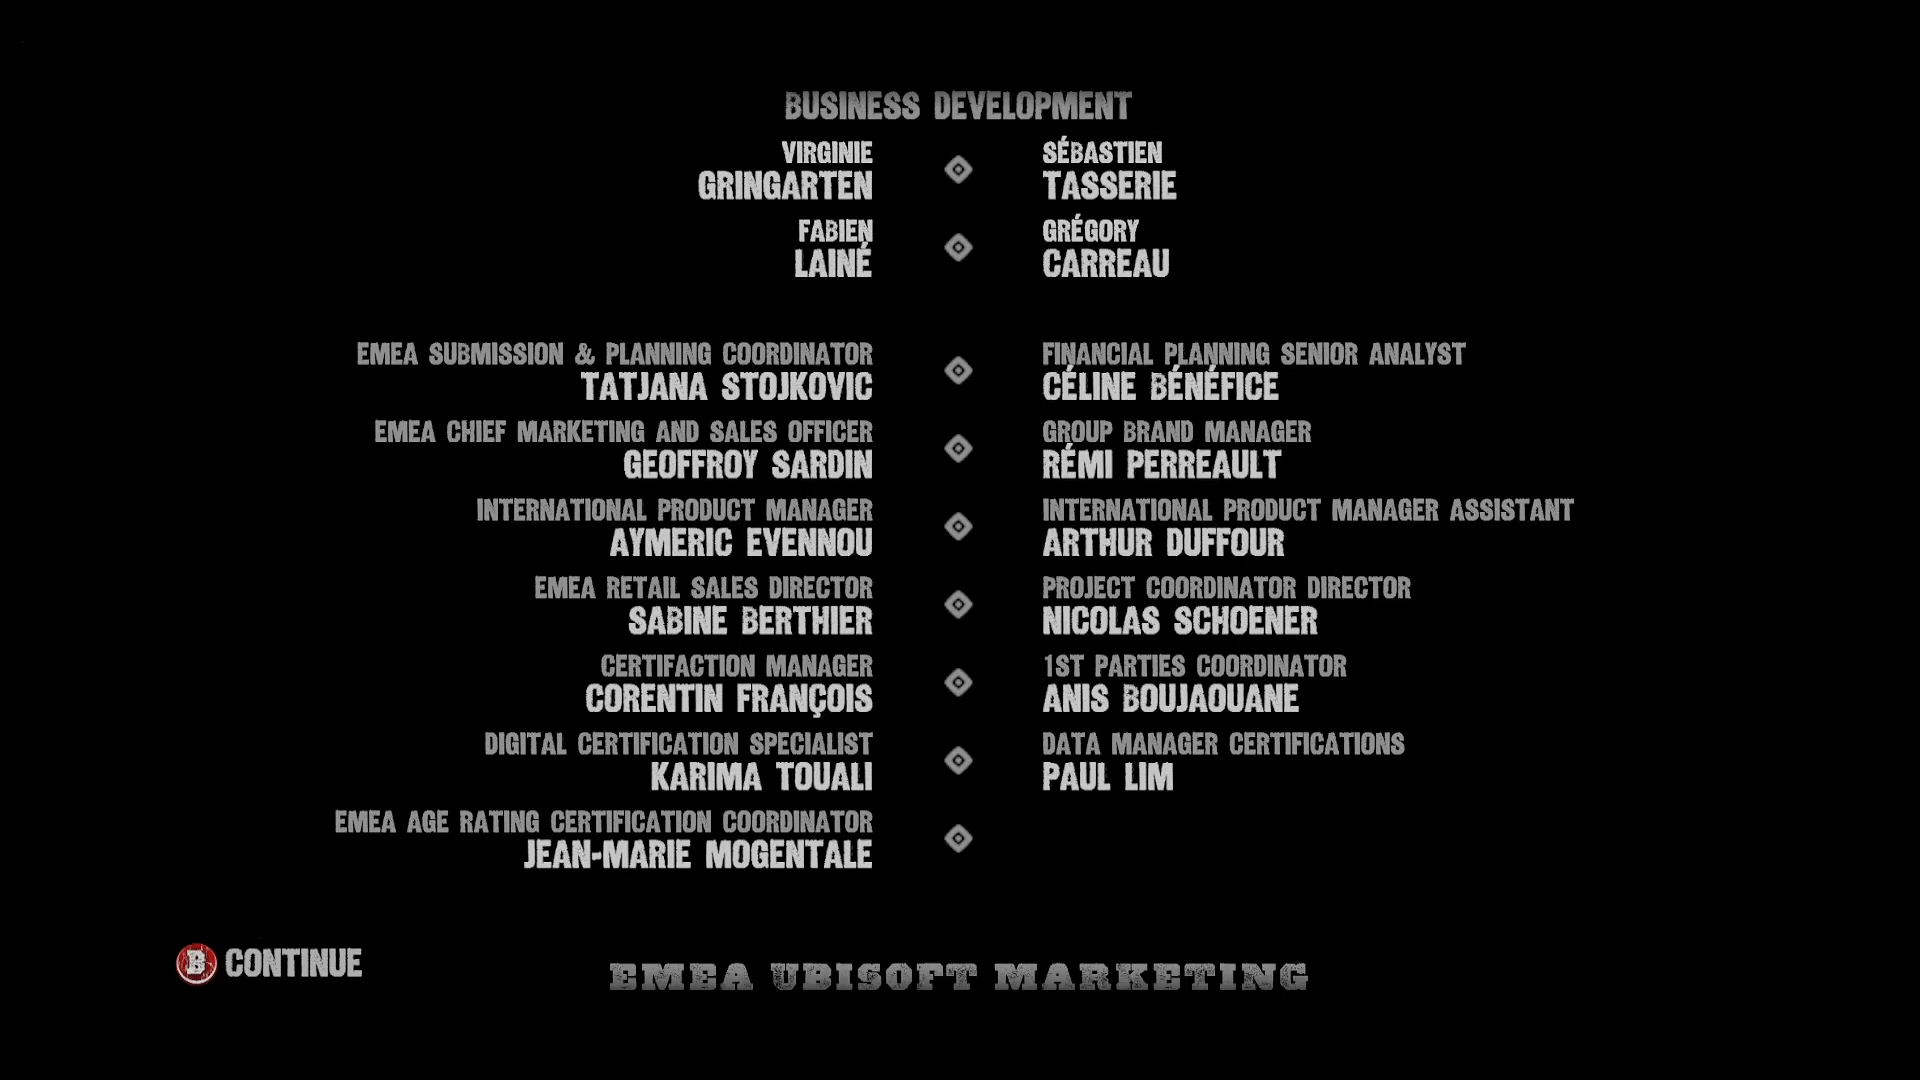 BUSINESS DEVELOPMENT
VIRGINIE
GRINGARTEN
SÉBASTIEN
TASSERIE
FABIEN
LAINÉ
GRÉGORY
CARREAU
EMEA SUBMISSION & PLANNING COORDINATOR
TATJANA STOJKOVIC
FINANCIAL PLANNING SENIOR ANALYST
CÉLINE BÉNÉFICE
EMEA CHIEF MARKETING AND SALES OFFICER
GEOFFROY SARDIN
GROUP BRAND MANAGER
RÉMI PERREAULT
INTERNATIONAL PRODUCT MANAGER
AYMERIC EVENNOU
INTERNATIONAL PRODUCT MANAGER ASSISTANT
ARTHUR DUFFOUR
EMEA RETAIL SALES DIRECTOR
SABINE BERTHIER
PROJECT COORDINATOR DIRECTOR
NICOLAS SCHOENER
CERTIFACTION MANAGER
CORENTIN FRANÇOIS
1ST PARTIES COORDINATOR
ANIS BOUJAOUANE
DIGITAL CERTIFICATION SPECIALIST
KARIMA TOUALI
DATA MANAGER CERTIFICATIONS
PAUL LIM
EMEA AGE RATING CERTIFICATION COORDINATOR
JEAN-MARIE MOGENTALE
B CONTINUE
EMEA UBISOFT MARKETING